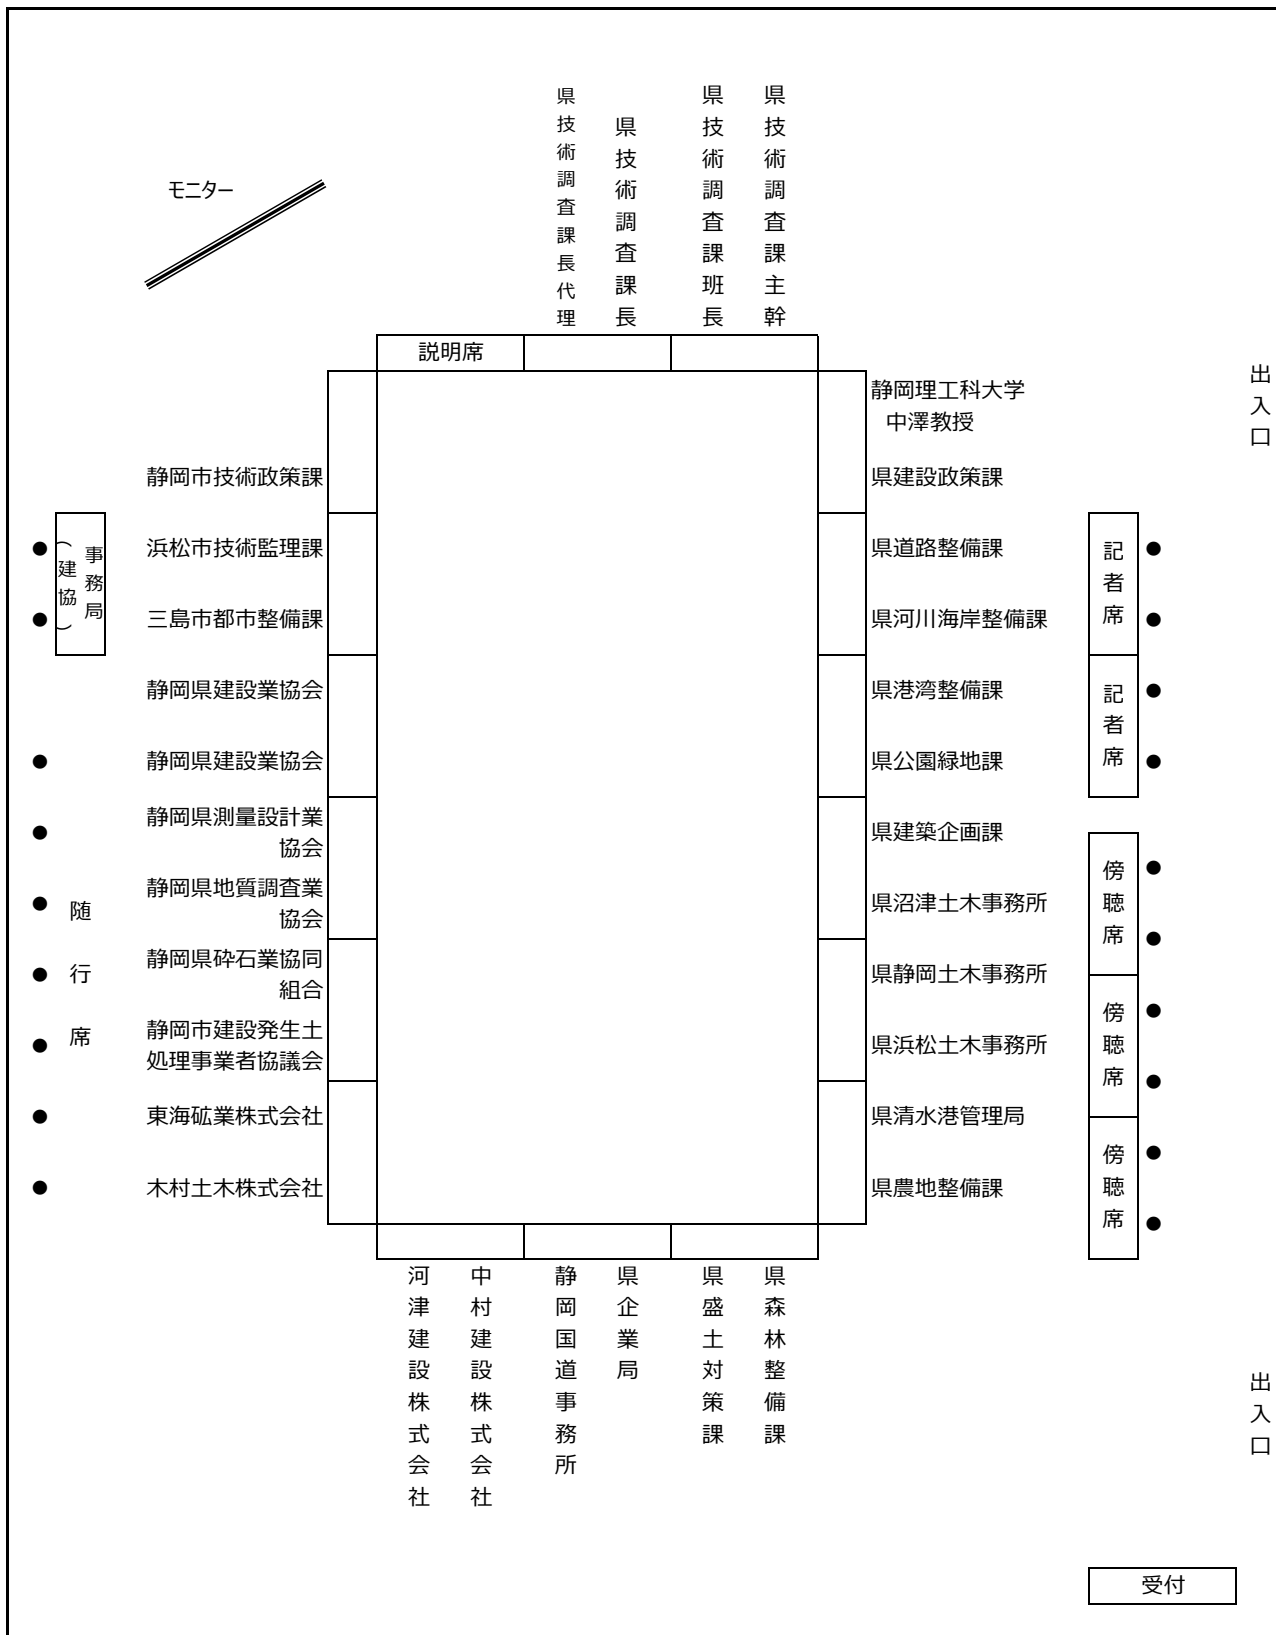 県技術調査課長代理
県技術調査課長
県技術調査課班長
県技術調査課主幹
モニター
説明席
出入口
静岡理工科大学
中澤教授
静岡市技術政策課
県建設政策課
事務局
（建協）
浜松市技術監理課
県道路整備課
記者席
三島市都市整備課
県河川海岸整備課
静岡県建設業協会
県港湾整備課
記者席
静岡県建設業協会
県公園緑地課
静岡県測量設計業
協会
県建築企画課
傍聴席
静岡県地質調査業
協会
県沼津土木事務所
随行席
静岡県砕石業協同
組合
県静岡土木事務所
傍聴席
静岡市建設発生土
処理事業者協議会
県浜松土木事務所
東海砿業株式会社
県清水港管理局
傍聴席
木村土木株式会社
県農地整備課
河津建設株式会社
中村建設株式会社
静岡国道事務所
県企業局
県盛土対策課
県森林整備課
出入口
受付